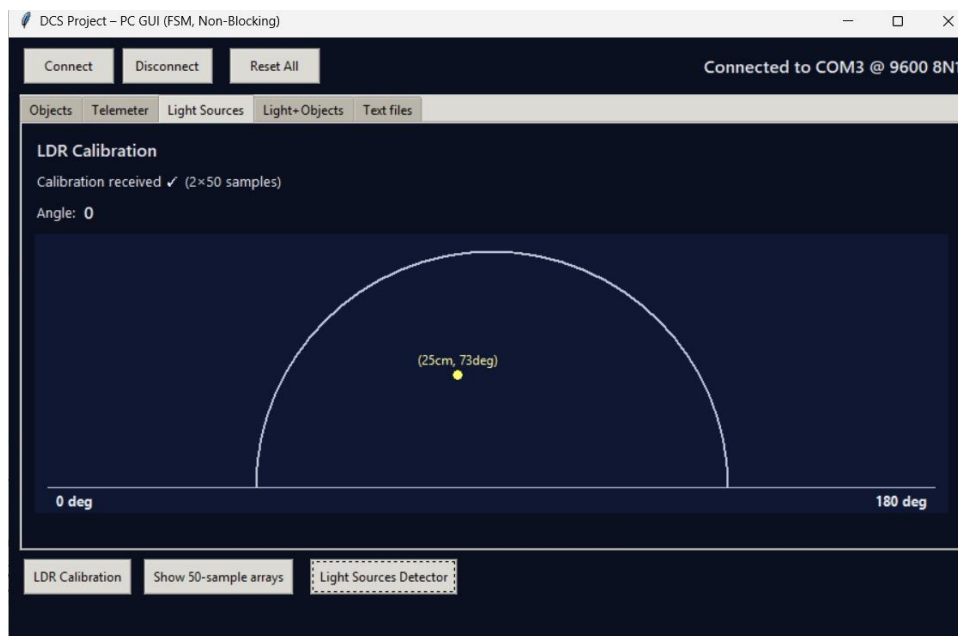 DCS Project – PC GUI (FSM, Non-Blocking)
Connect Disconnect Reset All Connected to COM3 @ 9600 8N1
Objects Telemeter Light Sources Light+Objects Text files
LDR Calibration
Calibration received ✓ (2×50 samples)
Angle: 0
(25cm, 73deg)
0 deg 180 deg
LDR Calibration Show 50-sample arrays Light Sources Detector